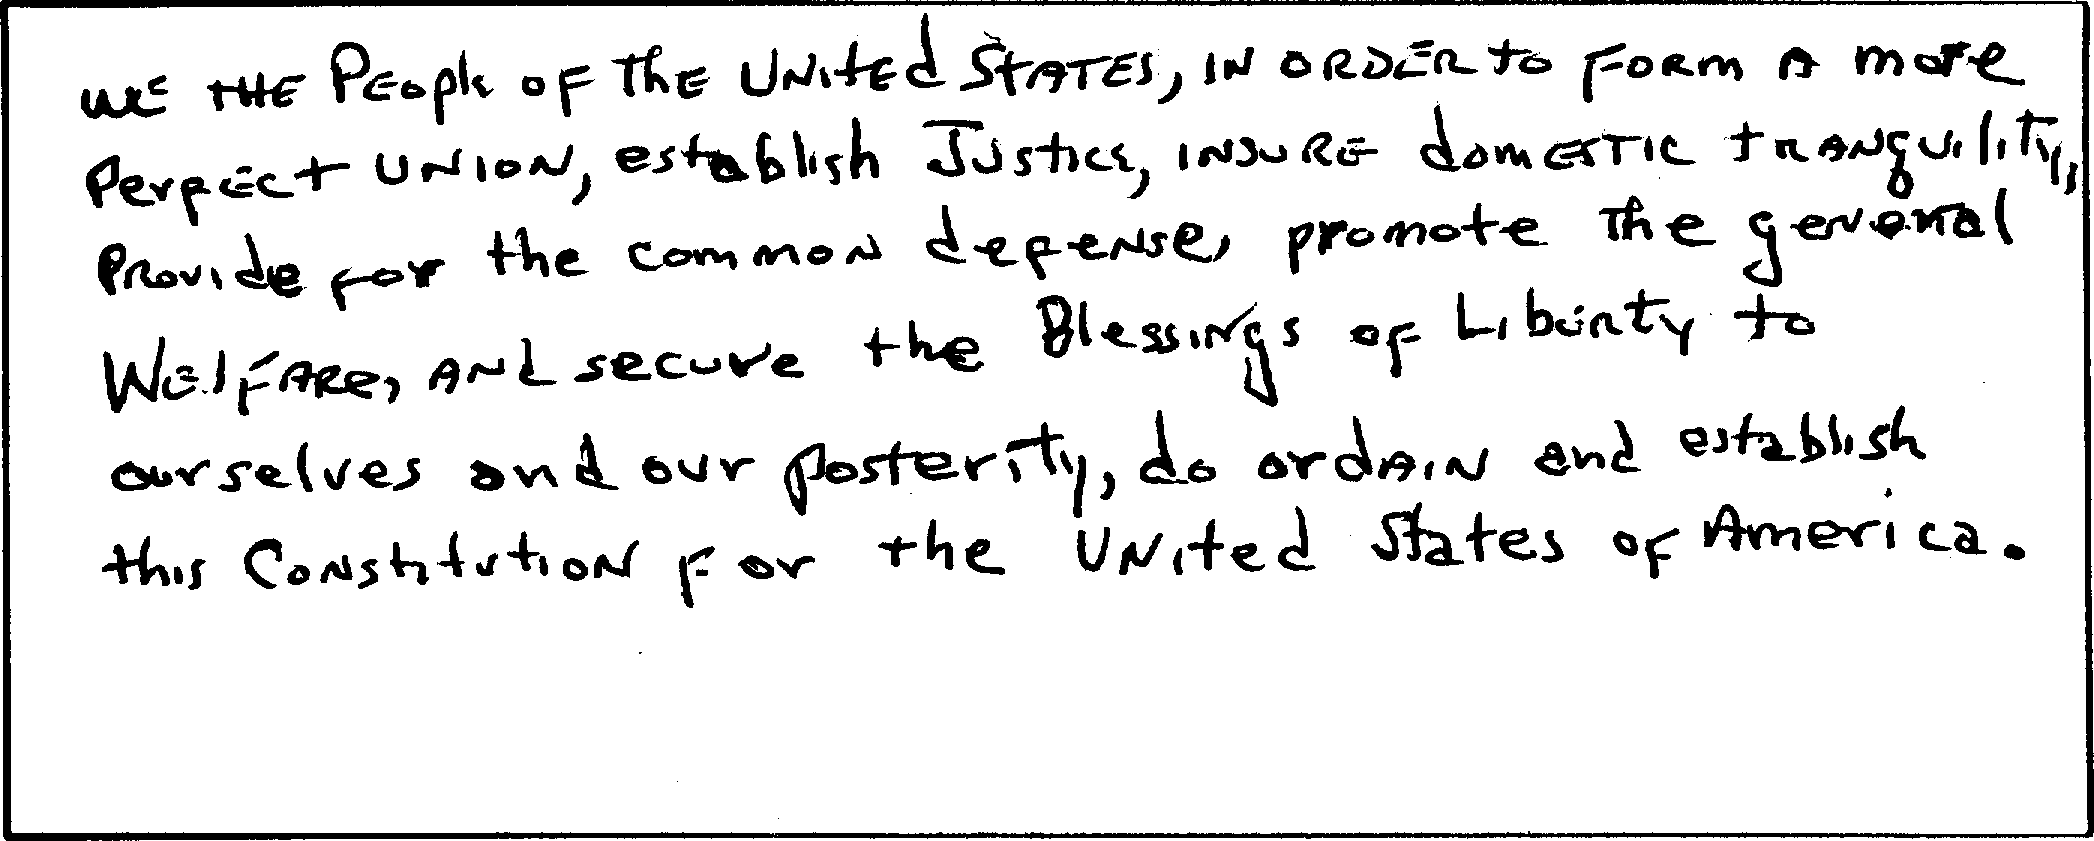 We the People of the United States, in order to form a more
Perfect union, establish Justice, insure domestic tranquility,
Provide for the common defense, promote the general
Welfare, and secure the Blessings of Liberty to
ourselves and our posterity, do ordain and establish
this Constitution for the United States of America.